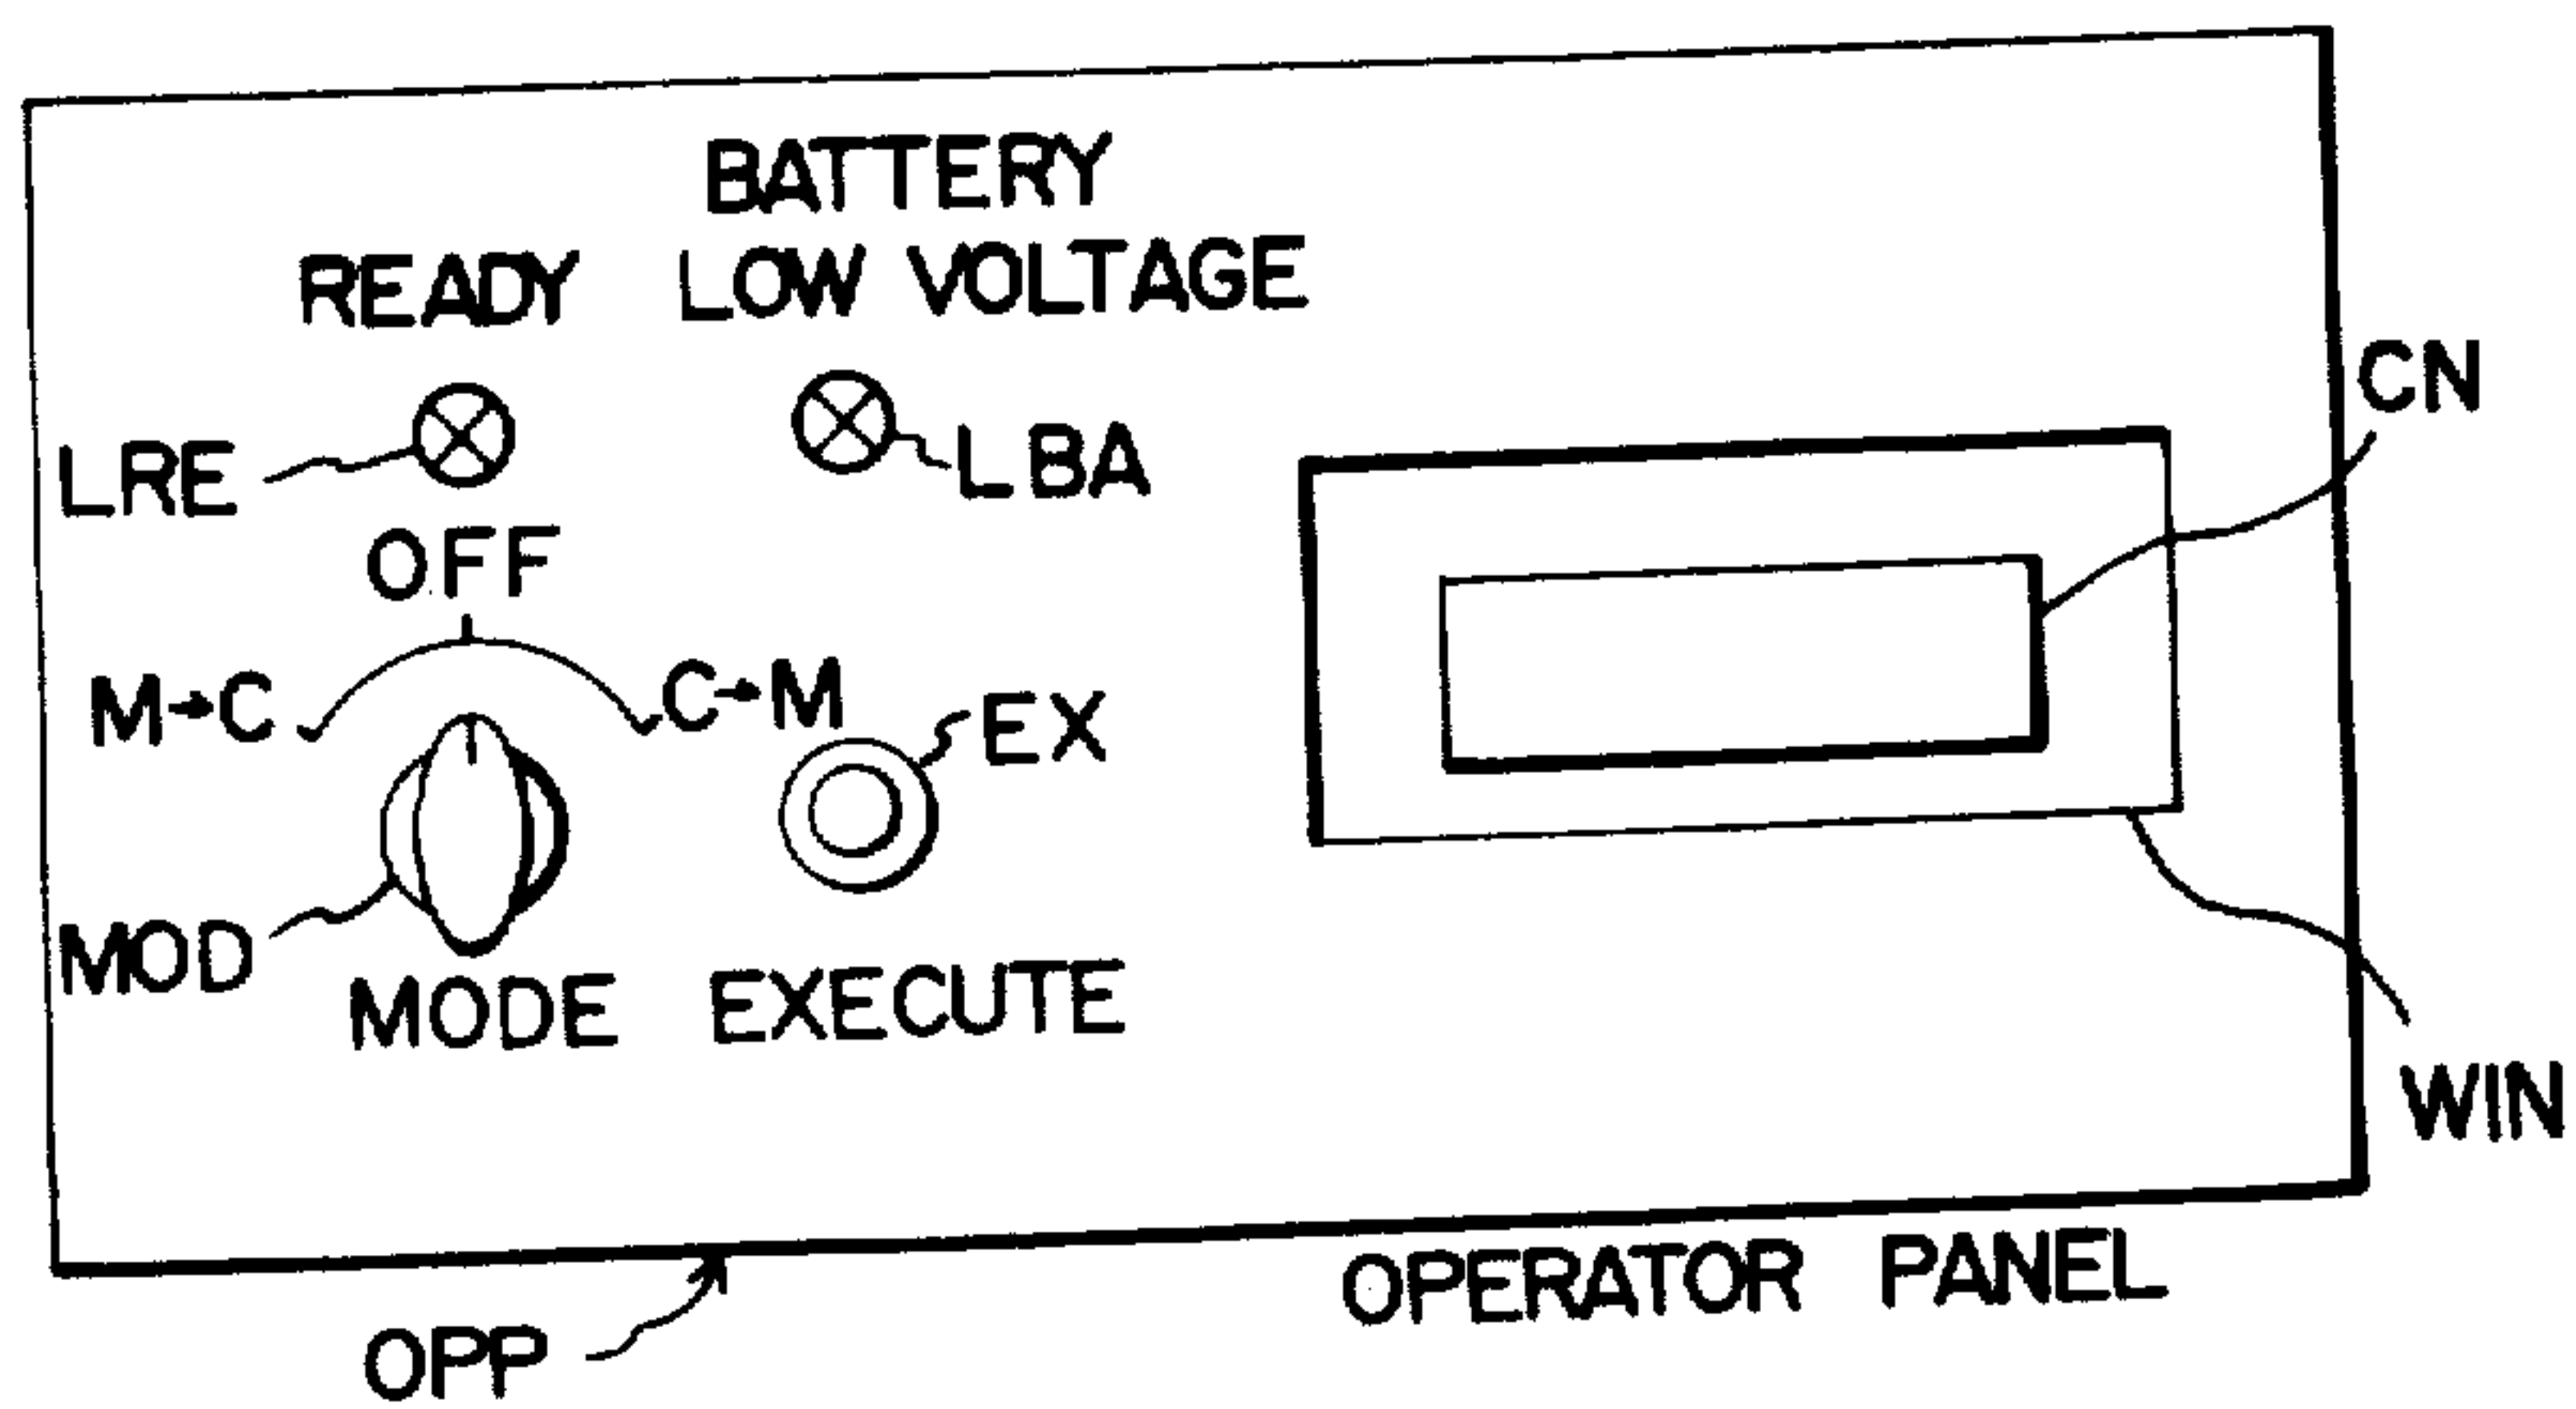 BATTERY
READY LOW VOLTAGE
CN
LRE
LBA
OFF
M→C
C→M
EX
MOD
MODE EXECUTE
WIN
OPERATOR PANEL
OPP